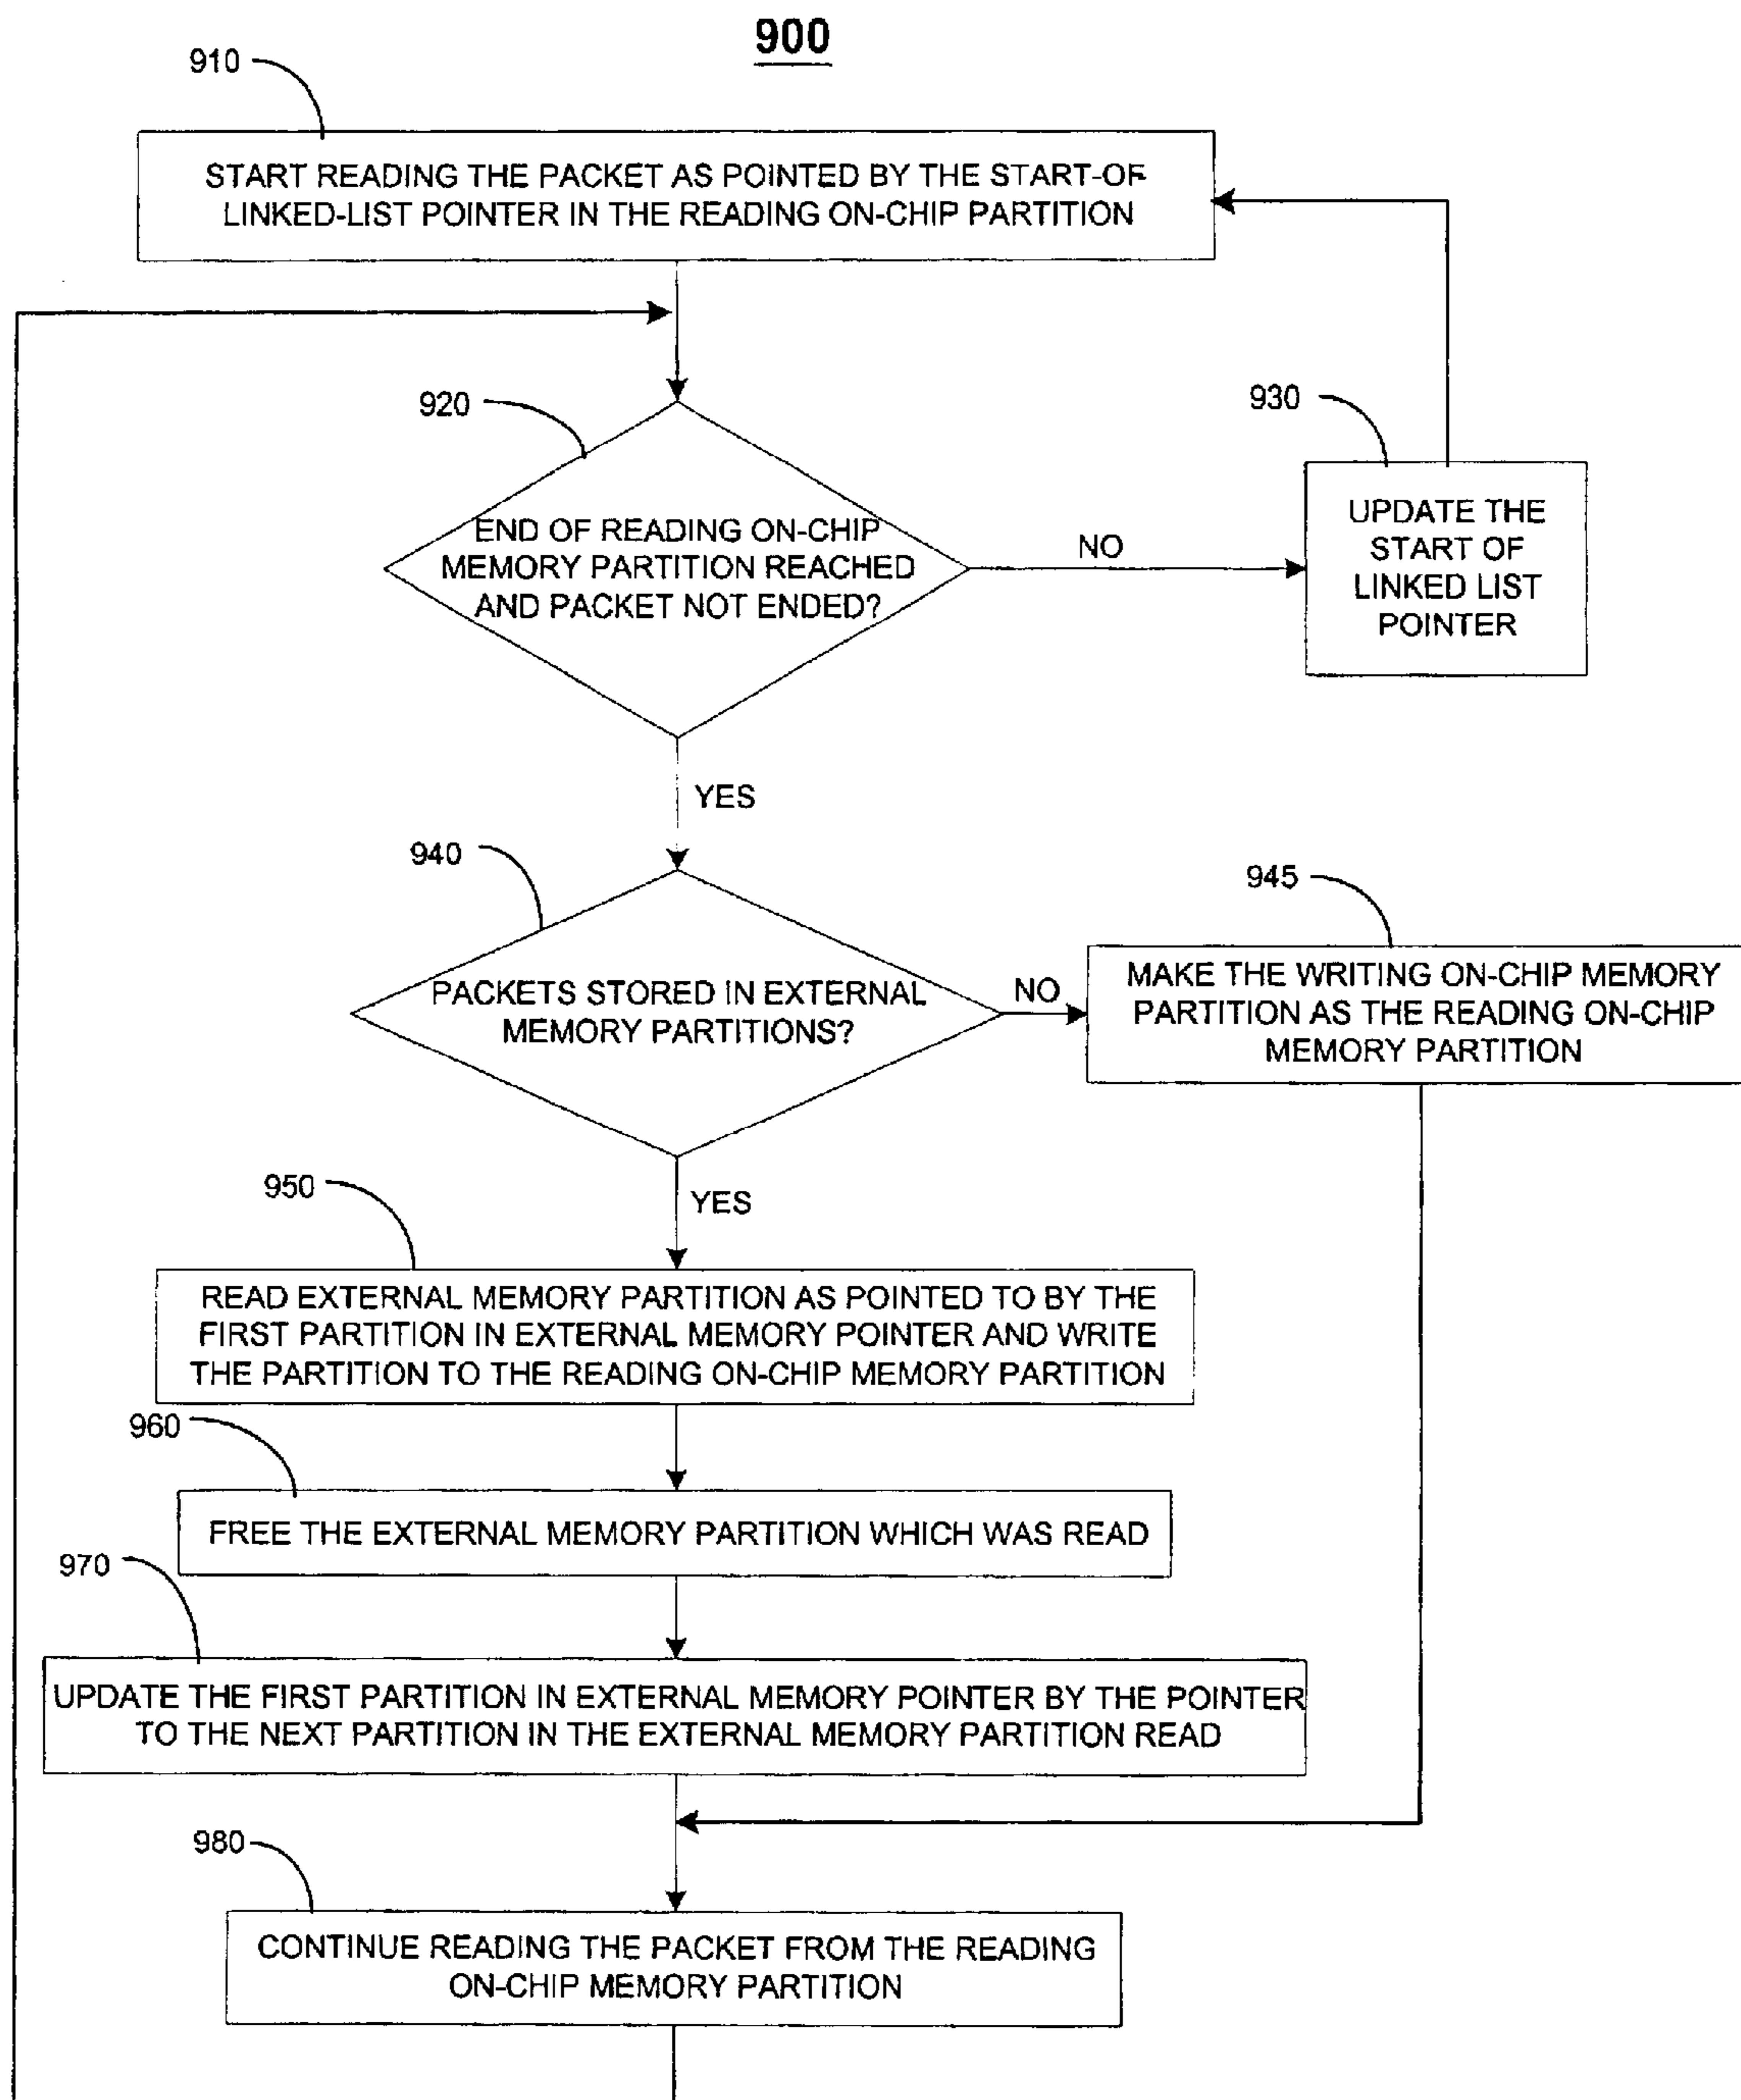 900
910
START READING THE PACKET AS POINTED BY THE START-OF
LINKED-LIST POINTER IN THE READING ON-CHIP PARTITION
920
930
END OF READING ON-CHIP
MEMORY PARTITION REACHED
AND PACKET NOT ENDED?
NO
UPDATE THE
START OF
LINKED LIST
POINTER
YES
940
945
PACKETS STORED IN EXTERNAL
MEMORY PARTITIONS?
NO
MAKE THE WRITING ON-CHIP MEMORY
PARTITION AS THE READING ON-CHIP
MEMORY PARTITION
YES
950
READ EXTERNAL MEMORY PARTITION AS POINTED TO BY THE
FIRST PARTITION IN EXTERNAL MEMORY POINTER AND WRITE
THE PARTITION TO THE READING ON-CHIP MEMORY PARTITION
960
FREE THE EXTERNAL MEMORY PARTITION WHICH WAS READ
970
UPDATE THE FIRST PARTITION IN EXTERNAL MEMORY POINTER BY THE POINTER
TO THE NEXT PARTITION IN THE EXTERNAL MEMORY PARTITION READ
980
CONTINUE READING THE PACKET FROM THE READING
ON-CHIP MEMORY PARTITION